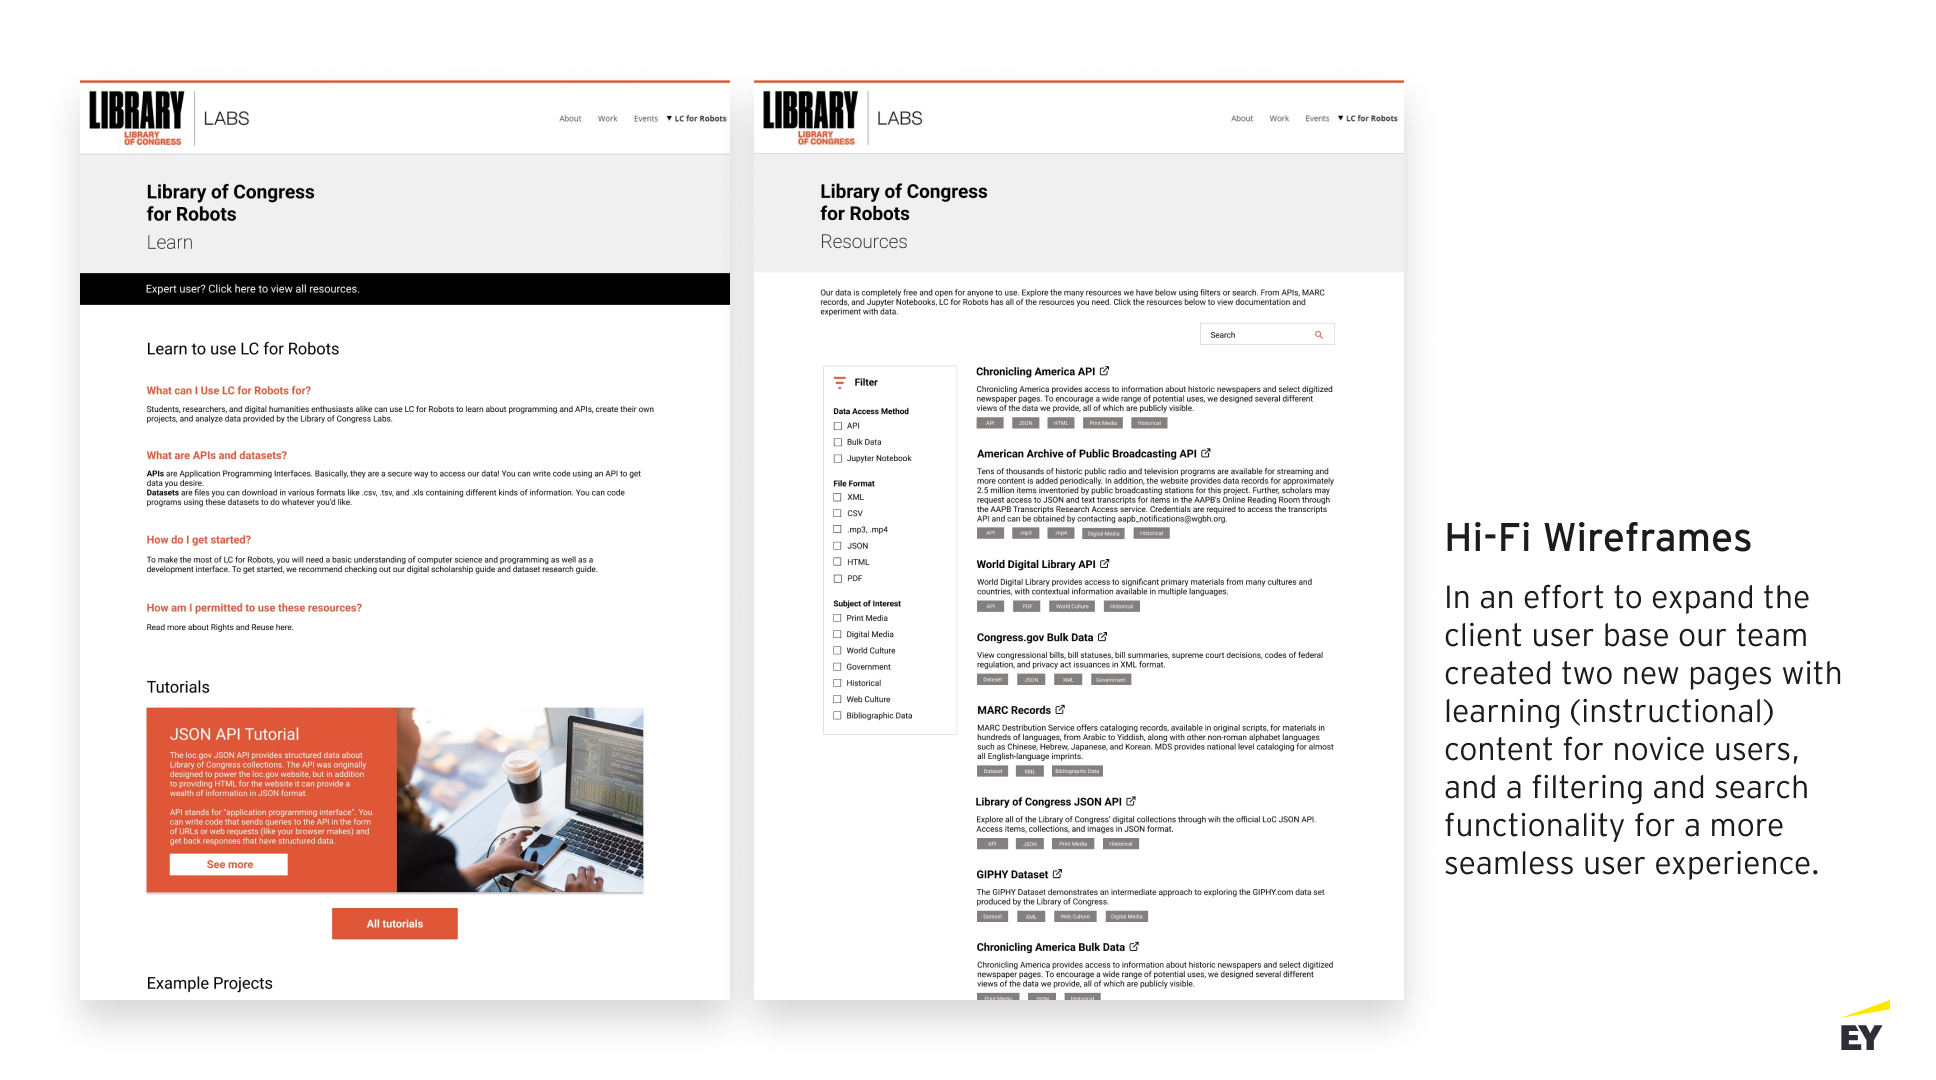 LIBRARY
LIBRARY
OF CONGRESS
LABS
About Work Events ▼ LC for Robots
Library of Congress
for Robots
Learn
Expert user? Click here to view all resources.
Learn to use LC for Robots
What can I Use LC for Robots for?
Students, researchers, and digital humanities enthusiasts alike can use LC for Robots to learn about programming and APIs, create their own
projects, and analyze data provided by the Library of Congress Labs.
What are APIs and datasets?
APIs are Application Programming Interfaces. Basically, they are a secure way to access our data! You can write code using an API to get
data you desire.
Datasets are files you can download in various formats like .csv, .tsv, and .xls containing different kinds of information. You can code
programs using these datasets to do whatever you'd like.
How do I get started?
To make the most of LC for Robots, you will need a basic understanding of computer science and programming as well as a
development interface. To get started, we recommend checking out our digital scholarship guide and dataset research guide.
How am I permitted to use these resources?
Read more about Rights and Reuse here.
Tutorials
JSON API Tutorial
The loc.gov JSON API provides structured data about
Library of Congress collections. The API was originally
designed to power the loc.gov website, but in addition
to providing HTML for the website it can provide a
wealth of information in JSON format.
API stands for "application programming interface". You
can write code that sends queries to the API in the form
of URLs or web requests (like your browser makes) and
get back responses that have structured data.
See more
All tutorials
Example Projects
LIBRARY
LIBRARY
OF CONGRESS
LABS
About Work Events ▼ LC for Robots
Library of Congress
for Robots
Resources
Our data is completely free and open for anyone to use. Explore the many resources we have below using filters or search. From APIs, MARC
records, and Jupyter Notebooks, LC for Robots has all of the resources you need. Click the resources below to view documentation and
experiment with data.
Search
Filter
Data Access Method
API
Bulk Data
Jupyter Notebook
File Format
XML
CSV
.mp3, .mp4
JSON
HTML
PDF
Subject of Interest
Print Media
Digital Media
World Culture
Government
Historical
Web Culture
Bibliographic Data
Chronicling America API
Chronicling America provides access to information about historic newspapers and select digitized
newspaper pages. To encourage a wide range of potential uses, we designed several different
views of the data we provide, all of which are publicly visible.
API JSON HTML Print Media Historical
American Archive of Public Broadcasting API
Tens of thousands of historic public radio and television programs are available for streaming and
more content is added periodically. In addition, the website provides data records for approximately
2.5 million items inventoried by public broadcasting stations for this project. Further, scholars may
request access to JSON and text transcripts for items in the AAPB's Online Reading Room through
the AAPB Transcripts Research Access service. Credentials are required to access the transcripts
API and can be obtained by contacting aapb_notifications@wgbh.org.
API .mp3 .mp4 Digital Media Historical
World Digital Library API
World Digital Library provides access to significant primary materials from many cultures and
countries, with contextual information available in multiple languages.
API PDF World Culture Historical
Congress.gov Bulk Data
View congressional bills, bill statuses, bill summaries, supreme court decisions, codes of federal
regulation, and privacy act issuances in XML format.
Dataset JSON XML Government
MARC Records
MARC Destribution Service offers cataloging records, available in original scripts, for materials in
hundreds of languages, from Arabic to Yiddish, along with other non-roman alphabet languages
such as Chinese, Hebrew, Japanese, and Korean. MDS provides national level cataloging for almost
all English-language imprints.
Dataset XML Bibliographic Data
Library of Congress JSON API
Explore all of the Library of Congress' digital collections through wih the official LoC JSON API.
Access items, collections, and images in JSON format.
API JSON Print Media Historical
GIPHY Dataset
The GIPHY Dataset demonstrates an intermediate approach to exploring the GIPHY.com data set
produced by the Library of Congress.
Dataset XML Web Culture Digital Media
Chronicling America Bulk Data
Chronicling America provides access to information about historic newspapers and select digitized
newspaper pages. To encourage a wide range of potential uses, we designed several different
views of the data we provide, all of which are publicly visible.
Print Media JSON Historical
Hi-Fi Wireframes
In an effort to expand the
client user base our team
created two new pages with
learning (instructional)
content for novice users,
and a filtering and search
functionality for a more
seamless user experience.
EY